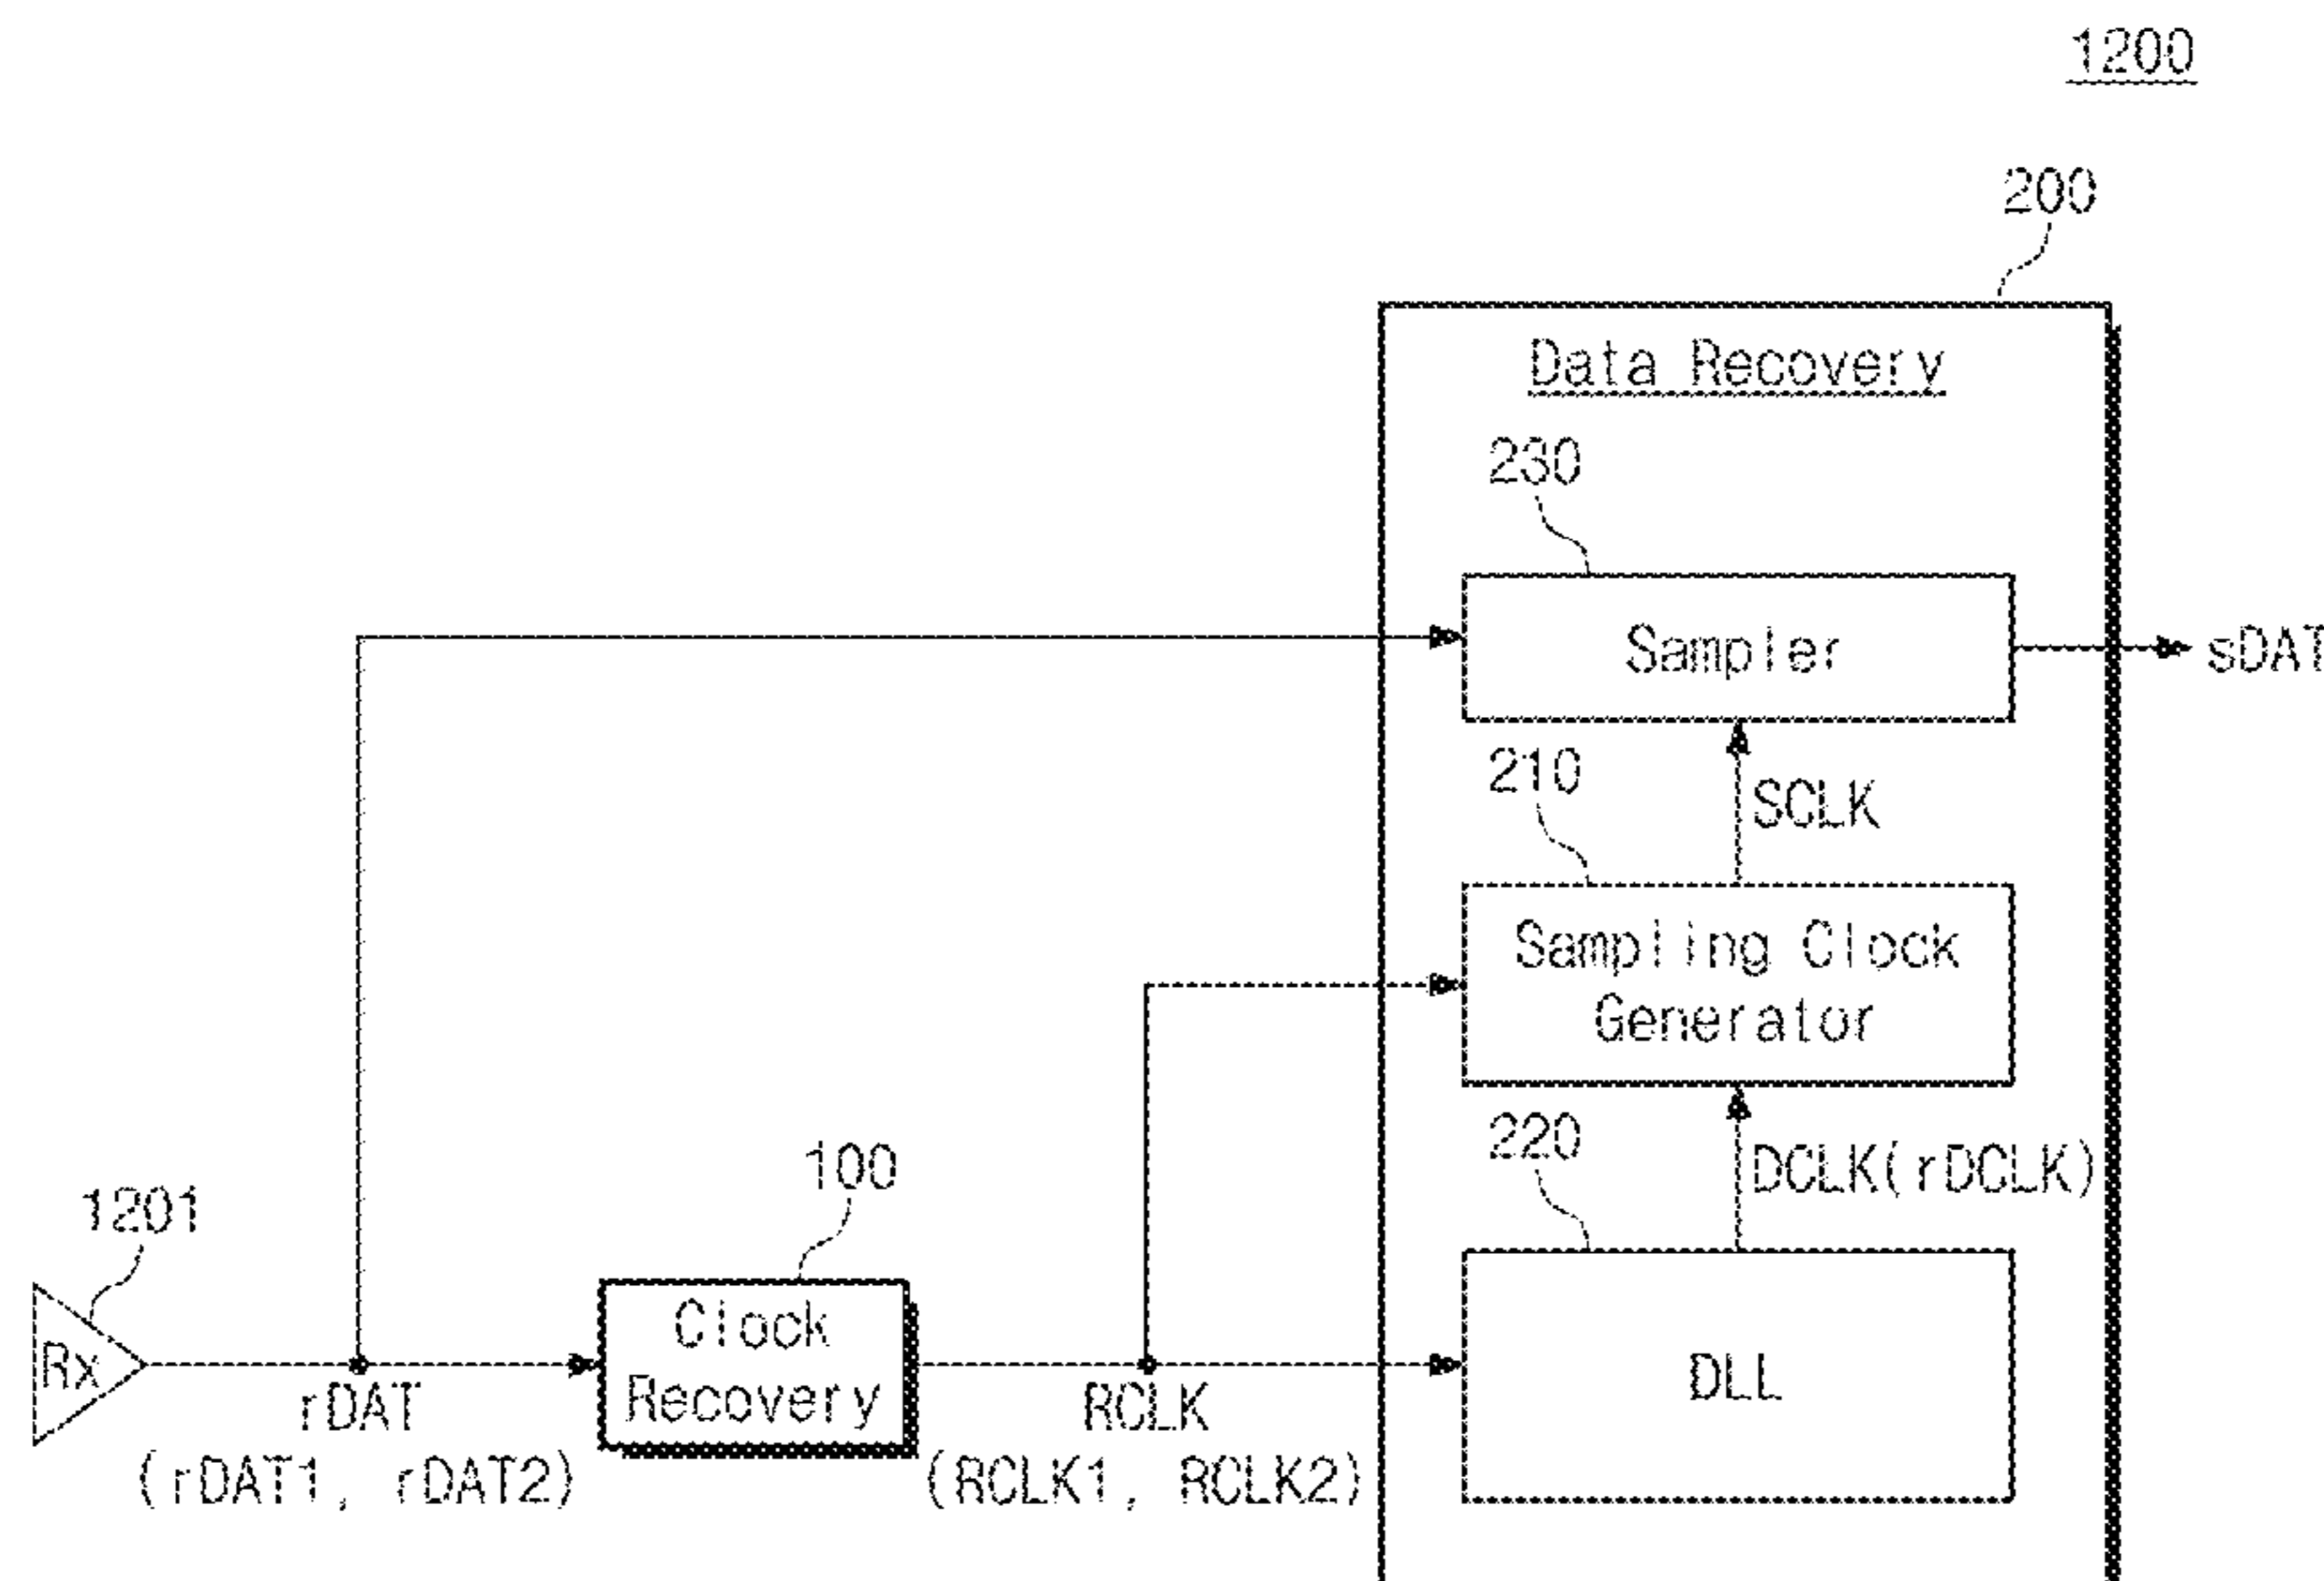 1200
200
Data Recovery
230
Sampler
sDAT
210
SCLK
Sampling Clock
Generator
220
DCLK(rDCLK)
100
1201
Clock
Recovery
Rx
DLL
rDAT
(rDAT1, rDAT2)
RCLK
(RCLK1, RCLK2)